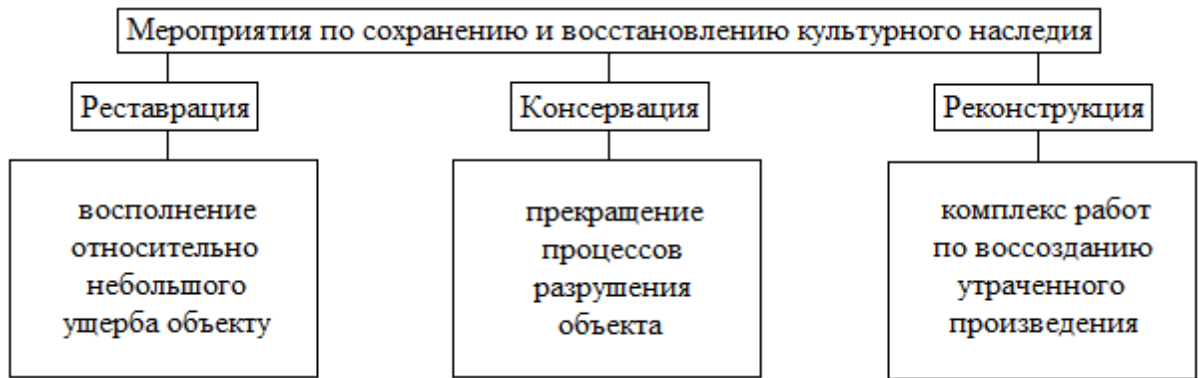 Мероприятия по сохранению и восстановлению культурного наследия
Реставрация
Консервация
Реконструкция
восполнение
относительно
небольшого
ущерба объекту
прекращение
процессов
разрушения
объекта
комплекс работ
по воссозданию
утраченного
произведения